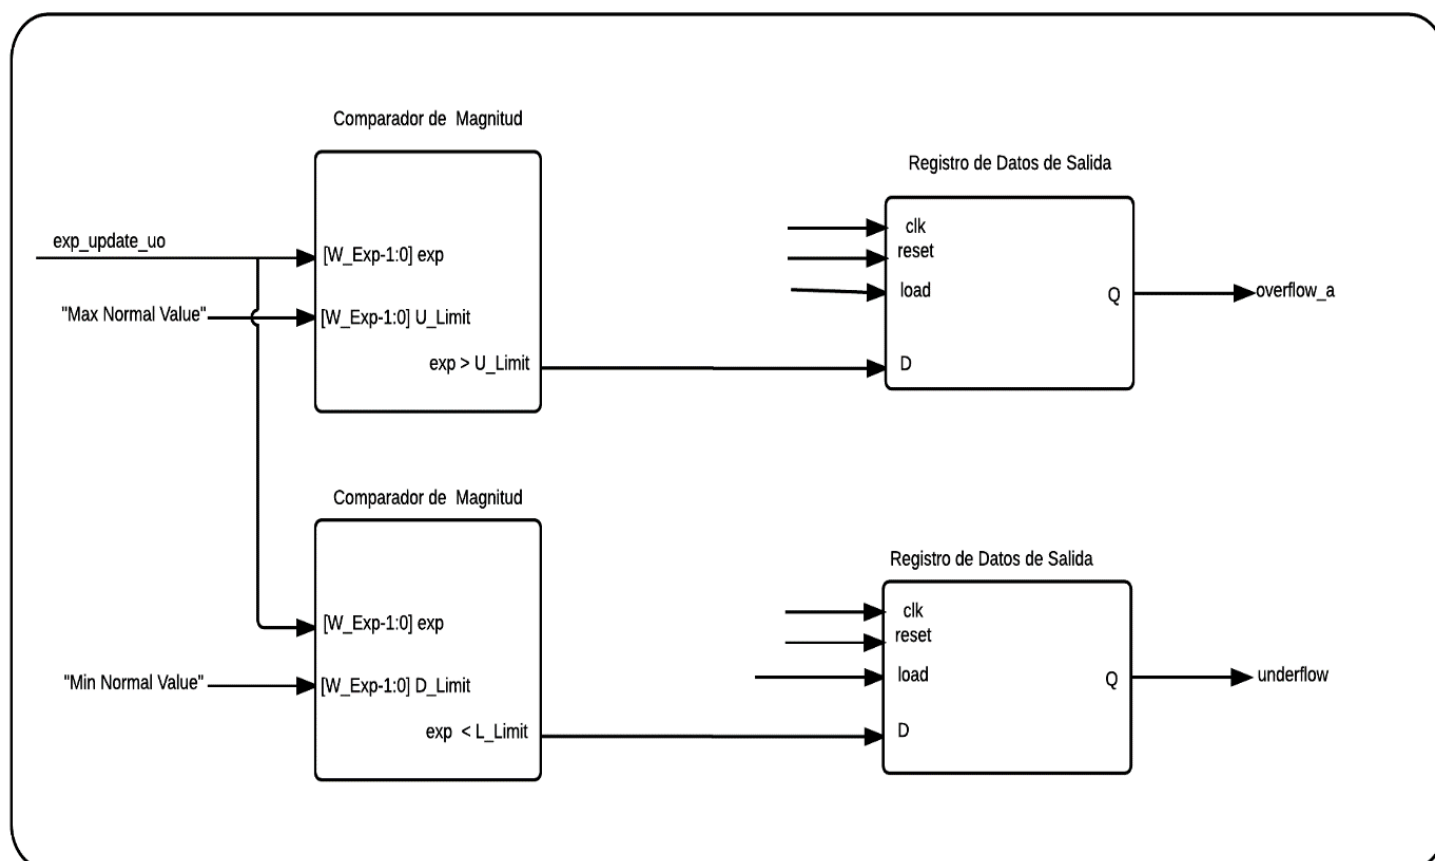 Comparador de  Magnitud
exp_update_uo
[W_Exp-1:0] exp
"Max Normal Value"
[W_Exp-1:0] U_Limit
exp > U_Limit
Registro de Datos de Salida
clk
reset
load
Q
overflow_a
D
Comparador de  Magnitud
[W_Exp-1:0] exp
"Min Normal Value"
[W_Exp-1:0] D_Limit
exp  < L_Limit
Registro de Datos de Salida
clk
reset
load
Q
underflow
D